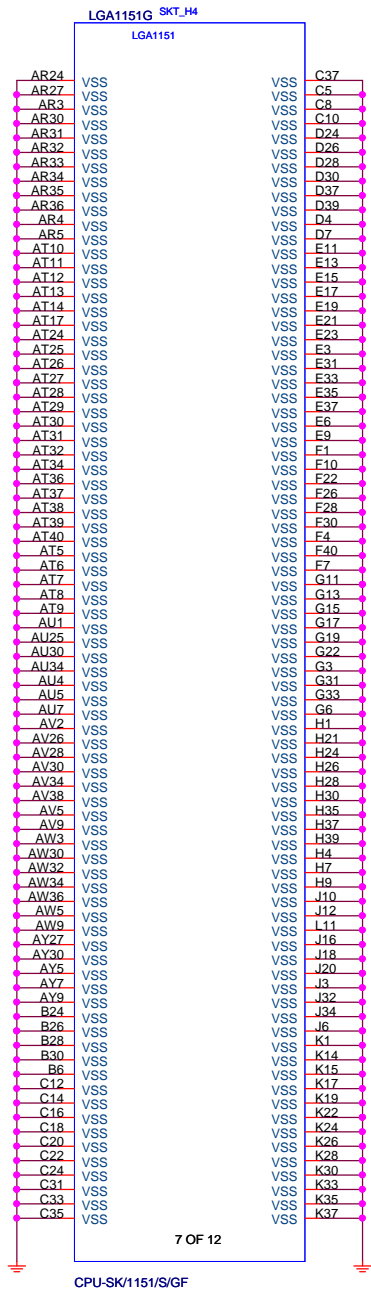 LGA1151G SKT_H4
LGA1151
AR24 VSS VSS C37
AR27 VSS VSS C5
AR3 VSS VSS C8
AR30 VSS VSS C10
AR31 VSS VSS D24
AR32 VSS VSS D26
AR33 VSS VSS D28
AR34 VSS VSS D30
AR35 VSS VSS D37
AR36 VSS VSS D39
AR4 VSS VSS D4
AR5 VSS VSS D7
AT10 VSS VSS E11
AT11 VSS VSS E13
AT12 VSS VSS E15
AT13 VSS VSS E17
AT14 VSS VSS E19
AT17 VSS VSS E21
AT24 VSS VSS E23
AT25 VSS VSS E3
AT26 VSS VSS E31
AT27 VSS VSS E33
AT28 VSS VSS E35
AT29 VSS VSS E37
AT30 VSS VSS E6
AT31 VSS VSS E9
AT32 VSS VSS F1
AT34 VSS VSS F10
AT36 VSS VSS F22
AT37 VSS VSS F26
AT38 VSS VSS F28
AT39 VSS VSS F30
AT40 VSS VSS F4
AT5 VSS VSS F40
AT6 VSS VSS F7
AT7 VSS VSS G11
AT8 VSS VSS G13
AT9 VSS VSS G15
AU1 VSS VSS G17
AU25 VSS VSS G19
AU30 VSS VSS G22
AU34 VSS VSS G3
AU4 VSS VSS G31
AU5 VSS VSS G33
AU7 VSS VSS G6
AV2 VSS VSS H1
AV26 VSS VSS H21
AV28 VSS VSS H24
AV30 VSS VSS H26
AV34 VSS VSS H28
AV38 VSS VSS H30
AV5 VSS VSS H35
AV9 VSS VSS H37
AW3 VSS VSS H39
AW30 VSS VSS H4
AW32 VSS VSS H7
AW34 VSS VSS H9
AW36 VSS VSS J10
AW5 VSS VSS J12
AW9 VSS VSS L11
AY27 VSS VSS J16
AY30 VSS VSS J18
AY5 VSS VSS J20
AY7 VSS VSS J3
AY9 VSS VSS J32
B24 VSS VSS J34
B26 VSS VSS J6
B28 VSS VSS K1
B30 VSS VSS K14
B6 VSS VSS K15
C12 VSS VSS K17
C14 VSS VSS K19
C16 VSS VSS K22
C18 VSS VSS K24
C20 VSS VSS K26
C22 VSS VSS K28
C24 VSS VSS K30
C31 VSS VSS K33
C33 VSS VSS K35
C35 VSS VSS K37
7 OF 12
CPU-SK/1151/S/GF